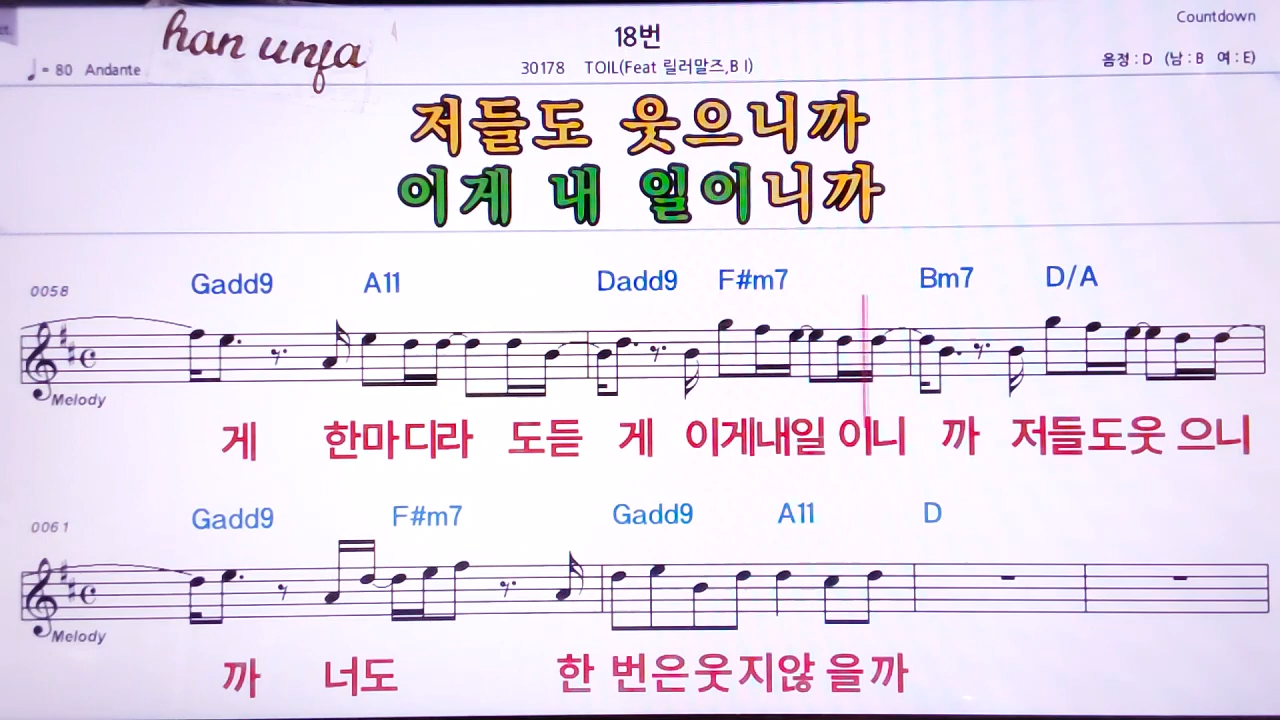 Countdown
han unfa
18번
♩= 80 Andante
30178 TOIL(Feat 릴러말즈,B I)
음정 : D (남 : B 여 : E)
저들도 웃으니까
이게 내 일이니까
Gadd9 A11 Dadd9 F#m7 Bm7 D/A
0058
Melody
게 한마디라 도듣 게 이게내일 이니 까 저들도웃 으니
Gadd9 F#m7 Gadd9 A11 D
0061
Melody
까 너도 한 번은웃지않 을까